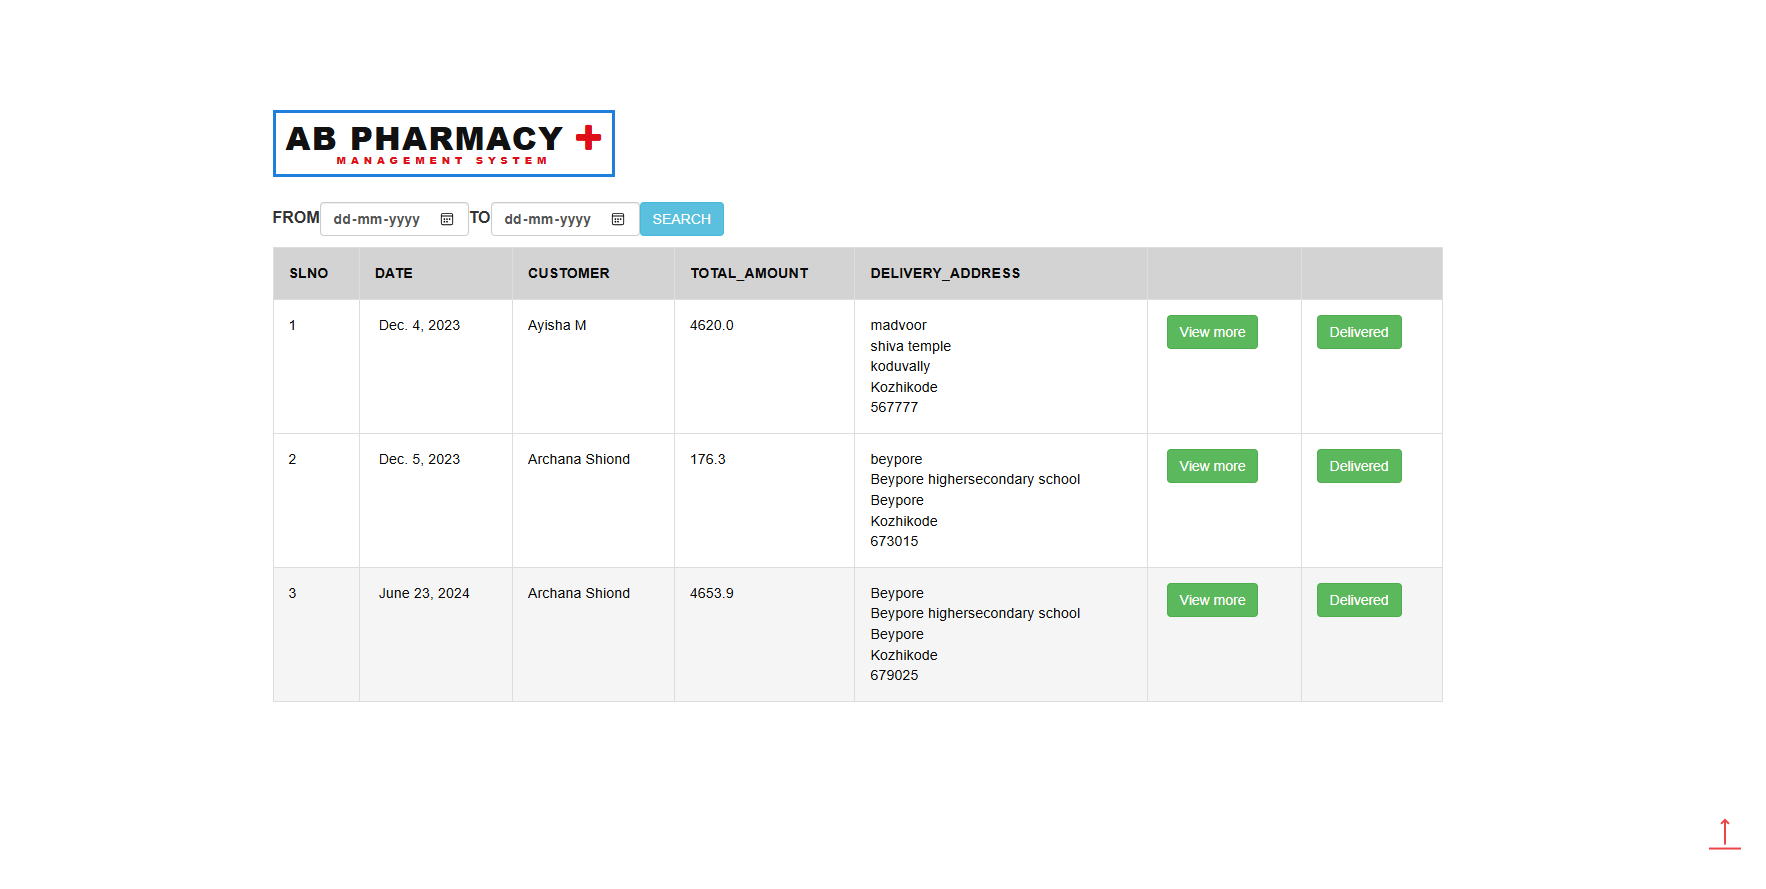 AB PHARMACY
MANAGEMENT SYSTEM
FROM dd-mm-yyyy TO dd-mm-yyyy SEARCH
SLNO DATE CUSTOMER TOTAL_AMOUNT DELIVERY_ADDRESS
1 Dec. 4, 2023 Ayisha M 4620.0 madvoor View more Delivered
shiva temple
koduvally
Kozhikode
567777
2 Dec. 5, 2023 Archana Shiond 176.3 beypore View more Delivered
Beypore highersecondary school
Beypore
Kozhikode
673015
3 June 23, 2024 Archana Shiond 4653.9 Beypore View more Delivered
Beypore highersecondary school
Beypore
Kozhikode
679025